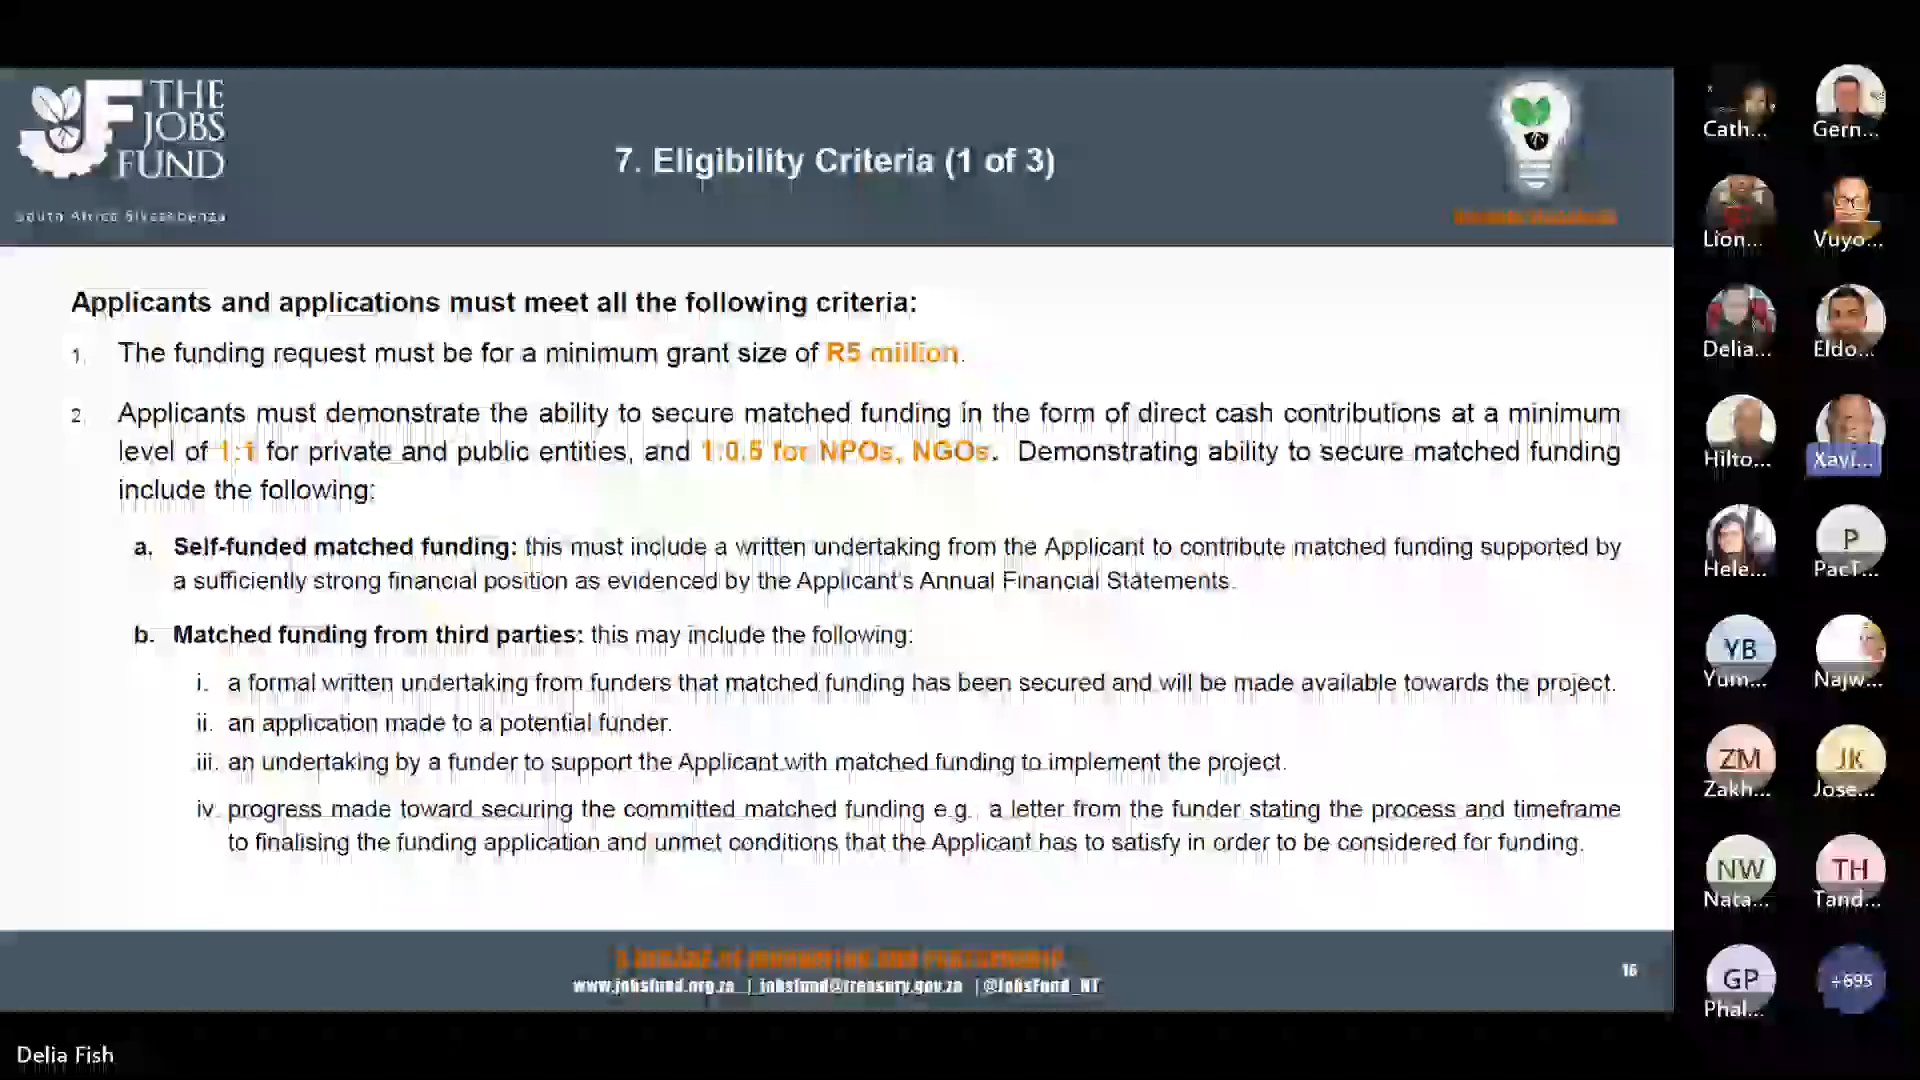 THE
JOBS
FUND
South Africa Siyasebenza
7. Eligibility Criteria (1 of 3)
Applicants and applications must meet all the following criteria:
1. The funding request must be for a minimum grant size of R5 million.
2. Applicants must demonstrate the ability to secure matched funding in the form of direct cash contributions at a minimum
level of 1:1 for private and public entities, and 1:0.5 for NPOs, NGOs. Demonstrating ability to secure matched funding
include the following:
a. Self-funded matched funding: this must include a written undertaking from the Applicant to contribute matched funding supported by
a sufficiently strong financial position as evidenced by the Applicant's Annual Financial Statements.
b. Matched funding from third parties: this may include the following:
i. a formal written undertaking from funders that matched funding has been secured and will be made available towards the project.
ii. an application made to a potential funder.
iii. an undertaking by a funder to support the Applicant with matched funding to implement the project.
iv. progress made toward securing the committed matched funding e.g. a letter from the funder stating the process and timeframe
to finalising the funding application and unmet conditions that the Applicant has to satisfy in order to be considered for funding.
A DECADE OF INNOVATION AND PARTNERSHIP
www.jobsfund.org.za | jobsfund@treasury.gov.za | @JobsFund_NT
16
Cath... Gern...
Lion... Vuyo...
Delia... Eldo...
Hilto... Xavi...
Hele... P PacT...
YB Yum... Najw...
ZM Zakh... JK Jose...
NW Nata... TH Tand...
GP Phal... +695
Delia Fish